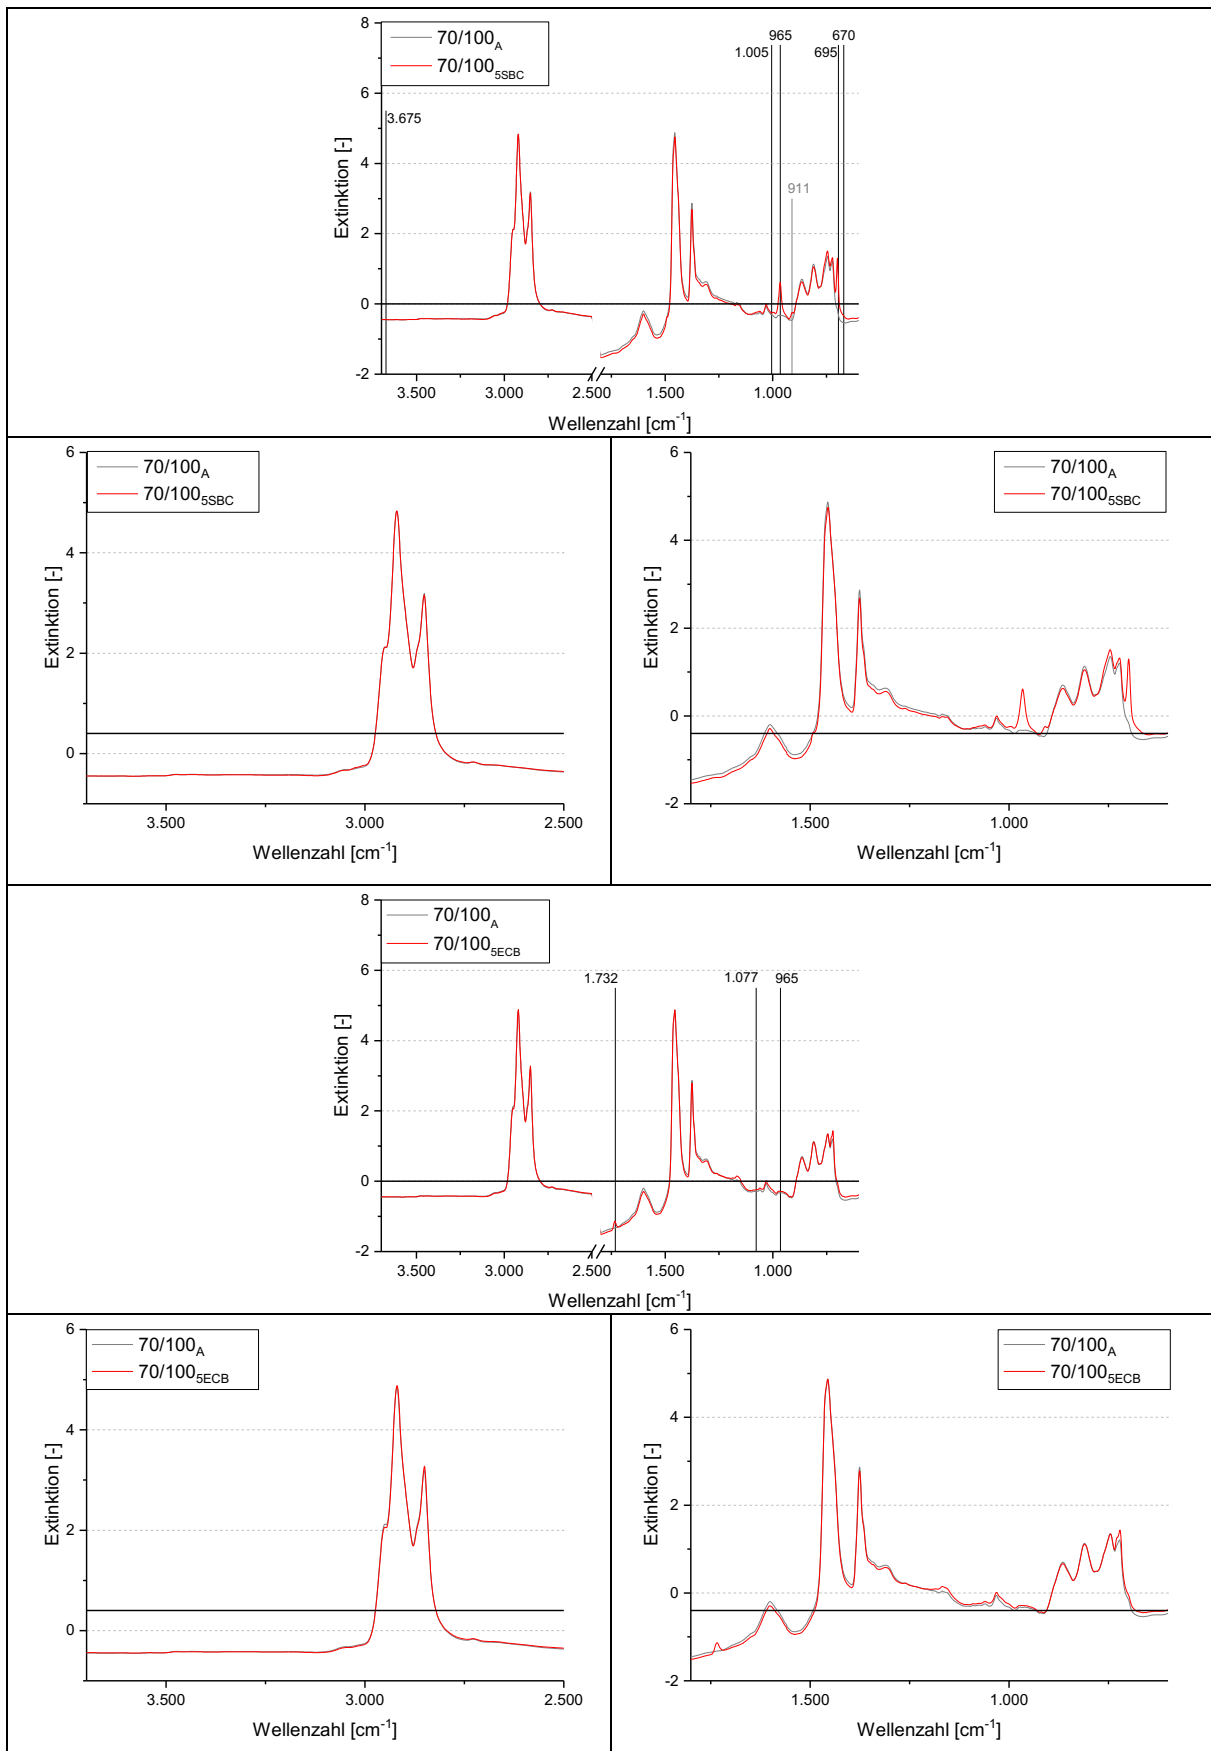 8
70/100A
70/1005SBC
965
670
1.005
695
6
3.675
4
911
2
0
-2
3.500
3.000
2.500
1.500
1.000
Extinktion [-]
Wellenzahl [cm-1]
6
70/100A
70/1005SBC
4
2
0
3.500
3.000
2.500
Extinktion [-]
Wellenzahl [cm-1]
6
70/100A
70/1005SBC
4
2
0
-2
1.500
1.000
Extinktion [-]
Wellenzahl [cm-1]
8
70/100A
70/1005ECB
6
1.732
1.077
965
4
2
0
-2
3.500
3.000
2.500
1.500
1.000
Extinktion [-]
Wellenzahl [cm-1]
6
70/100A
70/1005ECB
4
2
0
3.500
3.000
2.500
Extinktion [-]
Wellenzahl [cm-1]
6
70/100A
70/1005ECB
4
2
0
-2
1.500
1.000
Extinktion [-]
Wellenzahl [cm-1]